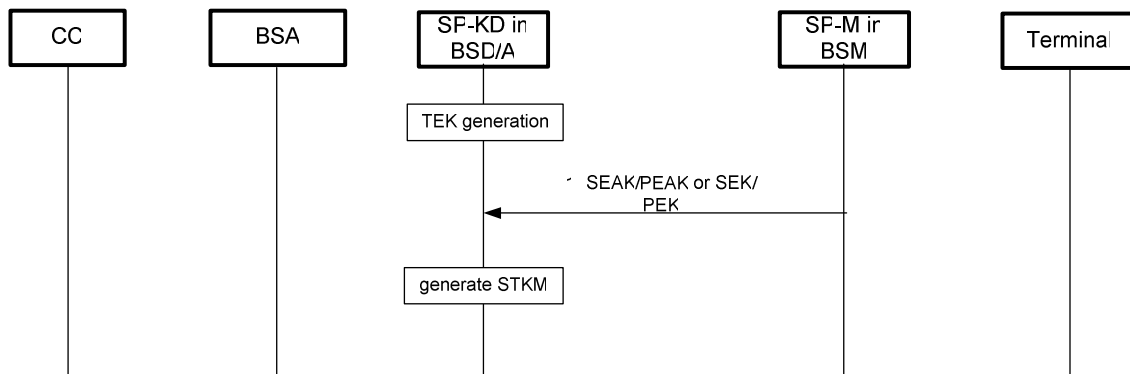 CC
BSA
SP-KD in
BSD/A
SP-M in
BSM
Terminal
TEK generation
SEAK/PEAK or SEK/
PEK
generate STKM